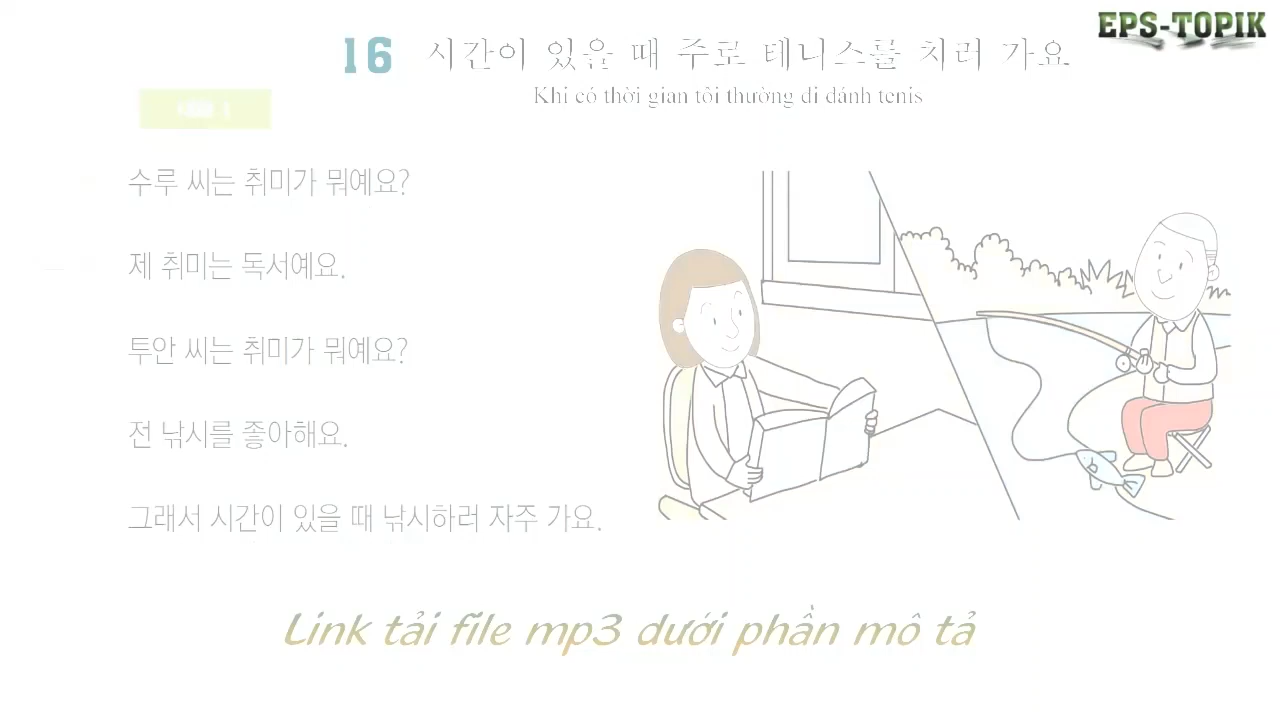 EPS-TOPIK
16 시간이 있을 때 주로 테니스를 치러 가요
Khi có thời gian tôi thường đi đánh tenis
수루 씨는 취미가 뭐예요?
제 취미는 독서예요.
투안 씨는 취미가 뭐예요?
전 낚시를 좋아해요.
그래서 시간이 있을 때 낚시하러 자주 가요.
Link tải file mp3 dưới phần mô tả